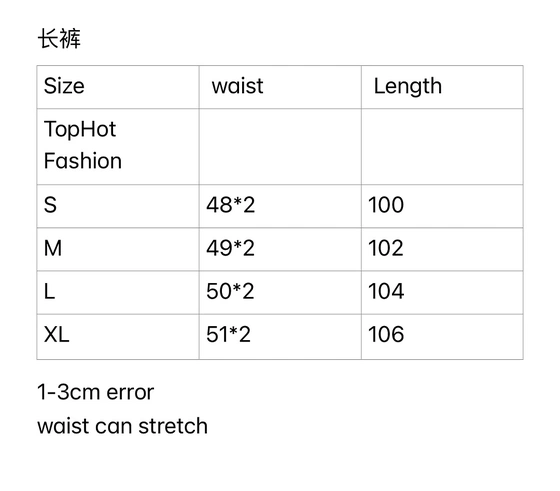 长裤
Size waist Length
TopHot
Fashion
S 48*2 100
M 49*2 102
L 50*2 104
XL 51*2 106
1-3cm error
waist can stretch